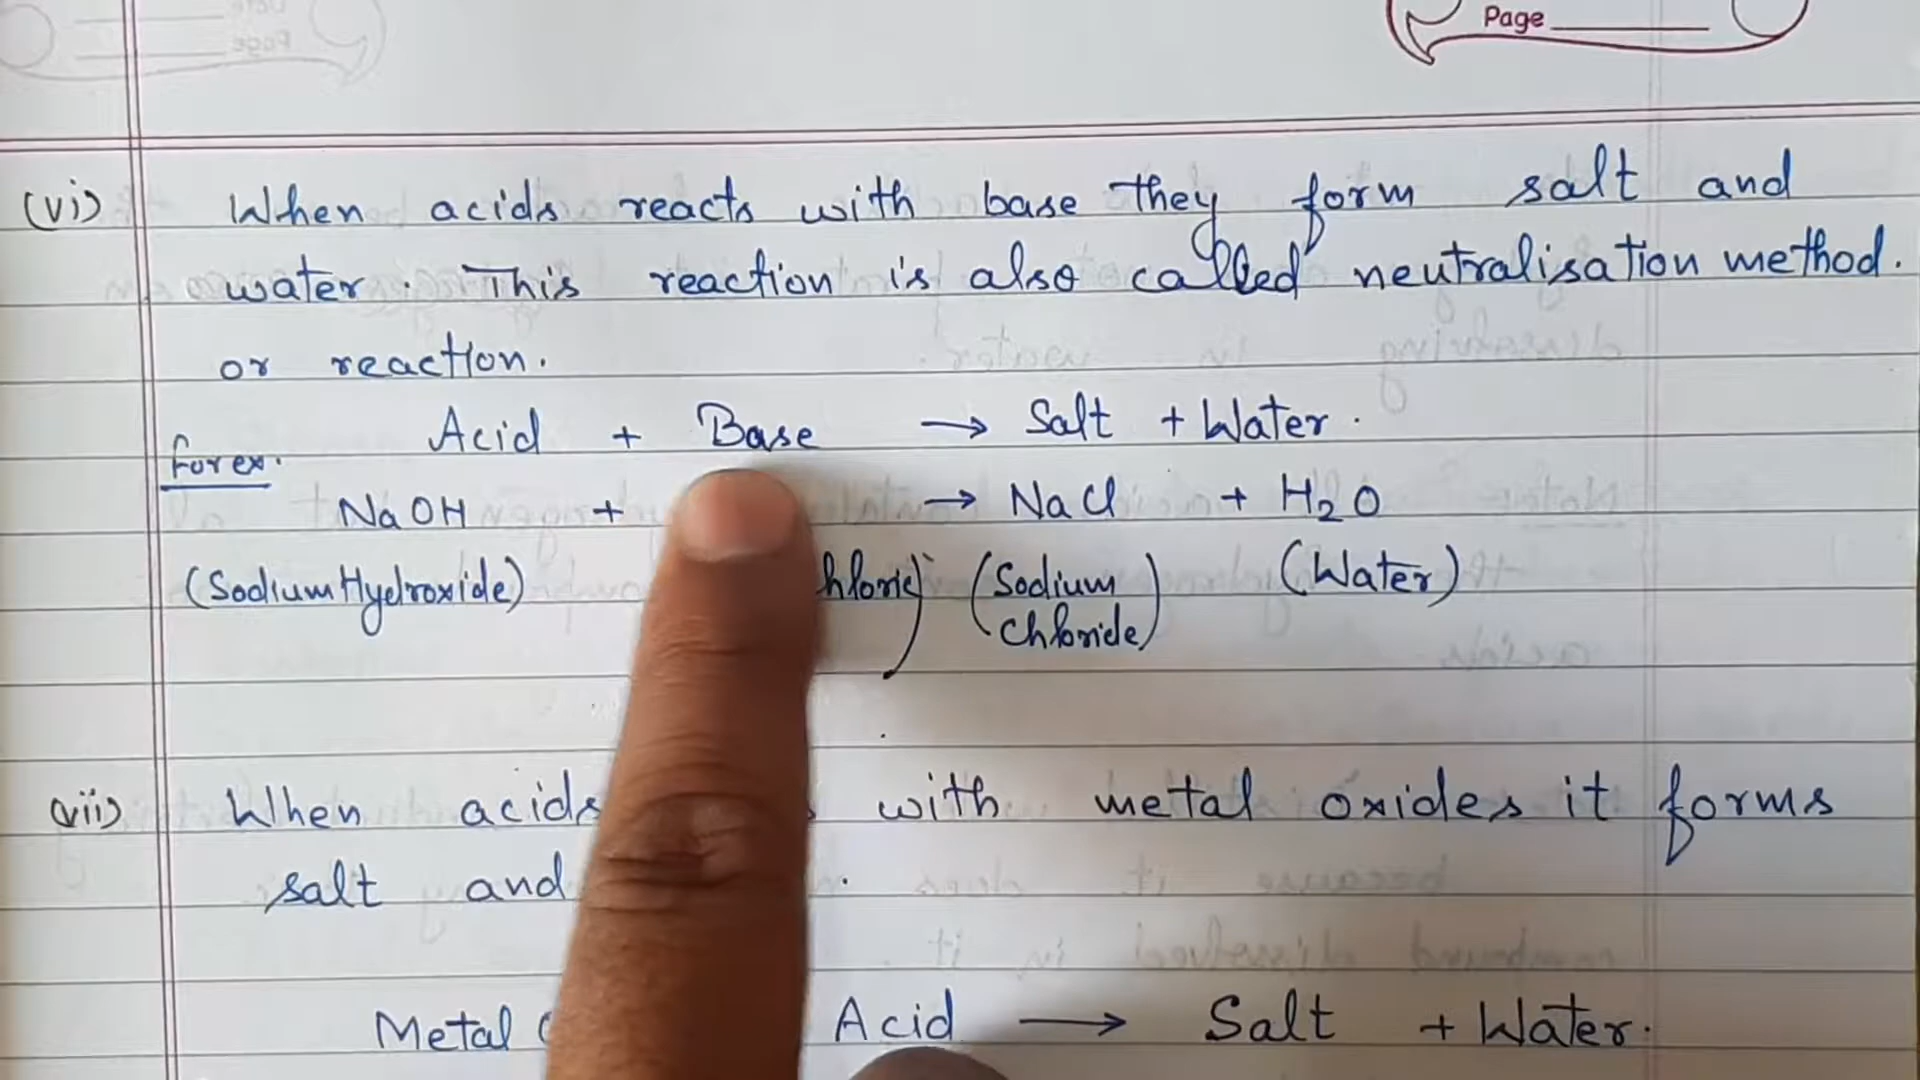 Page
(vi) When acids reacts with base they form salt and
water. This reaction is also called neutralisation method.
or reaction.
Acid + Base → Salt + Water.
For ex.
NaOH + → NaCl + H2O
(Sodium Hydroxide) (Sodium (Water)
Chloride)
(vii) When acids with metal oxides it forms
salt and
Metal Acid → Salt + Water.